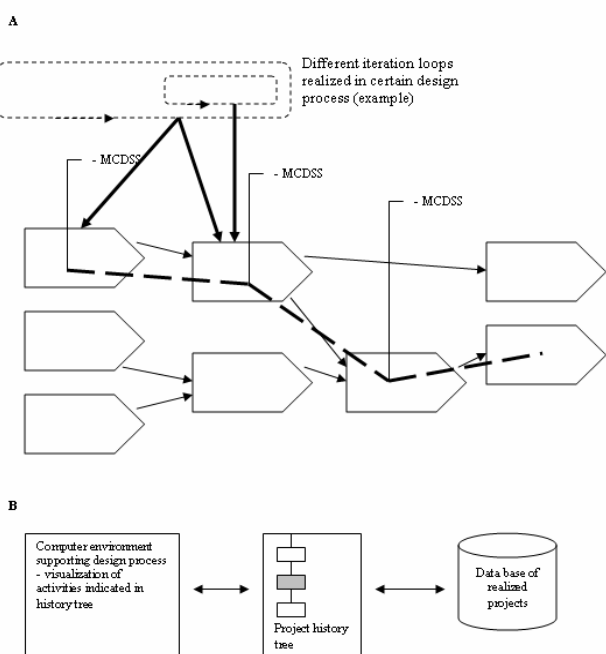 A
Different iteration loops
realized in certain design
process (example)
- MCDSS
- MCDSS
- MCDSS
B
Computer environment
supporting design process
- visualization of
activities indicated in
history tree
Project history
tree
Data base of
realized
projects